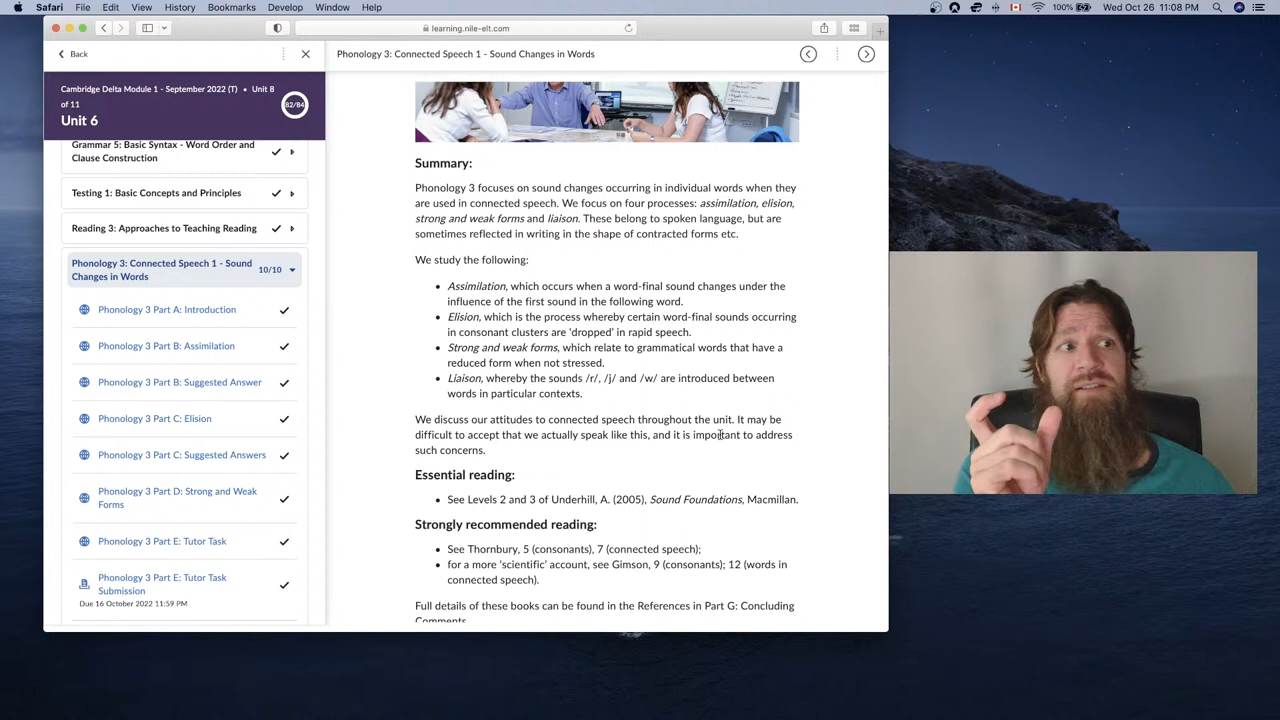 Safari File Edit View History Bookmarks Develop Window Help
100% Wed Oct 26 11:08 PM
learning.nile-elt.com
Back
Phonology 3: Connected Speech 1 - Sound Changes in Words
Cambridge Delta Module 1 - September 2022 (T) • Unit 8
of 11
82/84
Unit 6
Grammar 5: Basic Syntax - Word Order and
Clause Construction
Testing 1: Basic Concepts and Principles
Reading 3: Approaches to Teaching Reading
Phonology 3: Connected Speech 1 - Sound
Changes in Words
10/10
Phonology 3 Part A: Introduction
Phonology 3 Part B: Assimilation
Phonology 3 Part B: Suggested Answer
Phonology 3 Part C: Elision
Phonology 3 Part C: Suggested Answers
Phonology 3 Part D: Strong and Weak
Forms
Phonology 3 Part E: Tutor Task
Phonology 3 Part E: Tutor Task
Submission
Due 16 October 2022 11:59 PM
Summary:
Phonology 3 focuses on sound changes occurring in individual words when they
are used in connected speech. We focus on four processes: assimilation, elision,
strong and weak forms and liaison. These belong to spoken language, but are
sometimes reflected in writing in the shape of contracted forms etc.
We study the following:
• Assimilation, which occurs when a word-final sound changes under the
influence of the first sound in the following word.
• Elision, which is the process whereby certain word-final sounds occurring
in consonant clusters are ‘dropped’ in rapid speech.
• Strong and weak forms, which relate to grammatical words that have a
reduced form when not stressed.
• Liaison, whereby the sounds /r/, /j/ and /w/ are introduced between
words in particular contexts.
We discuss our attitudes to connected speech throughout the unit. It may be
difficult to accept that we actually speak like this, and it is important to address
such concerns.
Essential reading:
• See Levels 2 and 3 of Underhill, A. (2005), Sound Foundations, Macmillan.
Strongly recommended reading:
• See Thornbury, 5 (consonants), 7 (connected speech);
• for a more ‘scientific’ account, see Gimson, 9 (consonants); 12 (words in
connected speech).
Full details of these books can be found in the References in Part G: Concluding
Comments